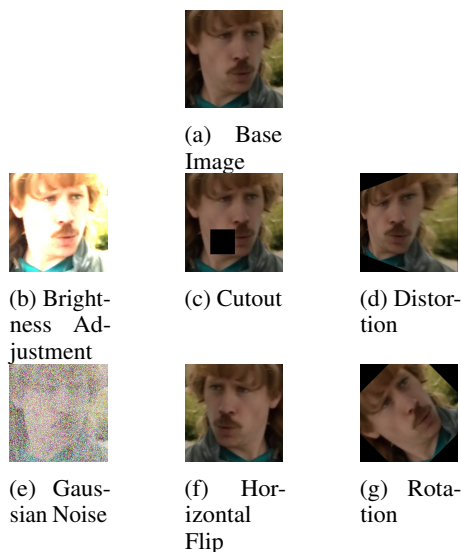 (a) Base
Image
(b) Bright-
ness Ad-
justment
(c) Cutout
(d) Distor-
tion
(e) Gaus-
sian Noise
(f) Hor-
izontal
Flip
(g) Rota-
tion